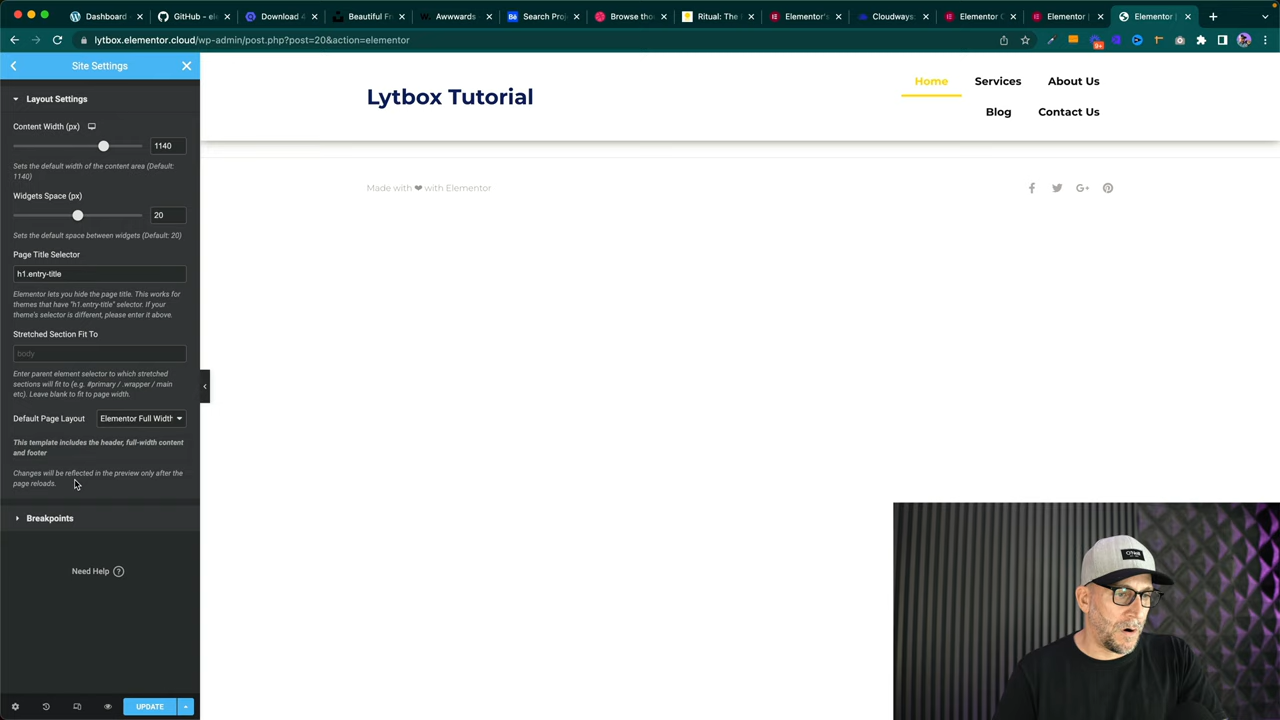 Dashboard
GitHub - ele
Download 4
Beautiful Fr
Awwwards
Search Proj
Browse thou
Ritual: The
Elementor's
Cloudways:
Elementor C
Elementor |
Elementor |
lytbox.elementor.cloud/wp-admin/post.php?post=20&action=elementor
Site Settings
Layout Settings
Content Width (px)
1140
Sets the default width of the content area (Default:
1140)
Widgets Space (px)
20
Sets the default space between widgets (Default: 20)
Page Title Selector
h1.entry-title
Elementor lets you hide the page title. This works for
themes that have "h1.entry-title" selector. If your
theme's selector is different, please enter it above.
Stretched Section Fit To
body
Enter parent element selector to which stretched
sections will fit to (e.g. #primary / .wrapper / main
etc). Leave blank to fit to page width.
Default Page Layout
Elementor Full Width
This template includes the header, full-width content
and footer
Changes will be reflected in the preview only after the
page reloads.
Breakpoints
Need Help ?
UPDATE
Lytbox Tutorial
Home Services About Us
Blog Contact Us
Made with ❤ with Elementor